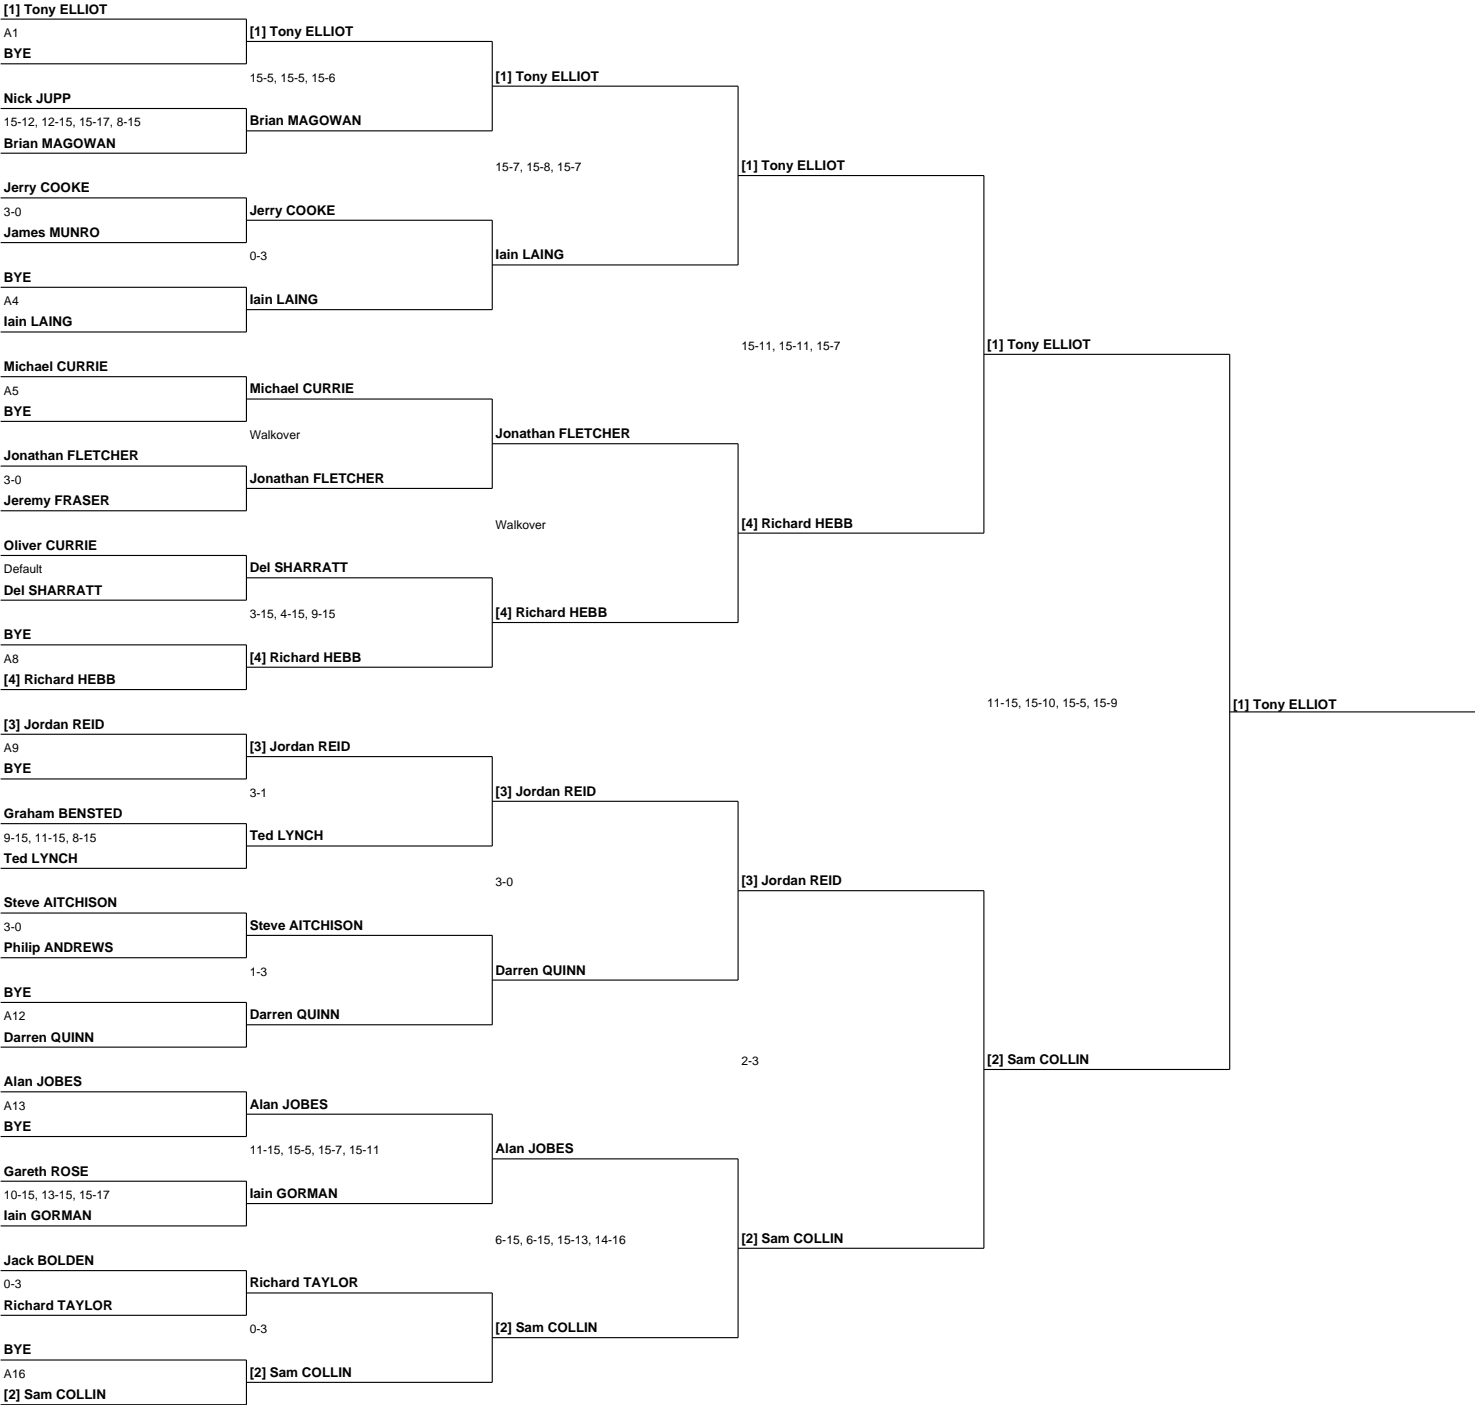 [1] Tony ELLIOT
A1
BYE
Nick JUPP
15-12, 12-15, 15-17, 8-15
Brian MAGOWAN
Jerry COOKE
3-0
James MUNRO
BYE
A4
Iain LAING
Michael CURRIE
A5
BYE
Jonathan FLETCHER
3-0
Jeremy FRASER
Oliver CURRIE
Default
Del SHARRATT
BYE
A8
[4] Richard HEBB
[3] Jordan REID
A9
BYE
Graham BENSTED
9-15, 11-15, 8-15
Ted LYNCH
Steve AITCHISON
3-0
Philip ANDREWS
BYE
A12
Darren QUINN
Alan JOBES
A13
BYE
Gareth ROSE
10-15, 13-15, 15-17
Iain GORMAN
Jack BOLDEN
0-3
Richard TAYLOR
BYE
A16
[2] Sam COLLIN
[1] Tony ELLIOT
15-5, 15-5, 15-6
Brian MAGOWAN
Jerry COOKE
0-3
Iain LAING
Michael CURRIE
Walkover
Jonathan FLETCHER
Del SHARRATT
3-15, 4-15, 9-15
[4] Richard HEBB
[3] Jordan REID
3-1
Ted LYNCH
Steve AITCHISON
1-3
Darren QUINN
Alan JOBES
11-15, 15-5, 15-7, 15-11
Iain GORMAN
Richard TAYLOR
0-3
[2] Sam COLLIN
[1] Tony ELLIOT
15-7, 15-8, 15-7
Iain LAING
Jonathan FLETCHER
Walkover
[4] Richard HEBB
[3] Jordan REID
3-0
Darren QUINN
Alan JOBES
6-15, 6-15, 15-13, 14-16
[2] Sam COLLIN
[1] Tony ELLIOT
15-11, 15-11, 15-7
[4] Richard HEBB
[3] Jordan REID
2-3
[2] Sam COLLIN
[1] Tony ELLIOT
11-15, 15-10, 15-5, 15-9
[2] Sam COLLIN
[1] Tony ELLIOT